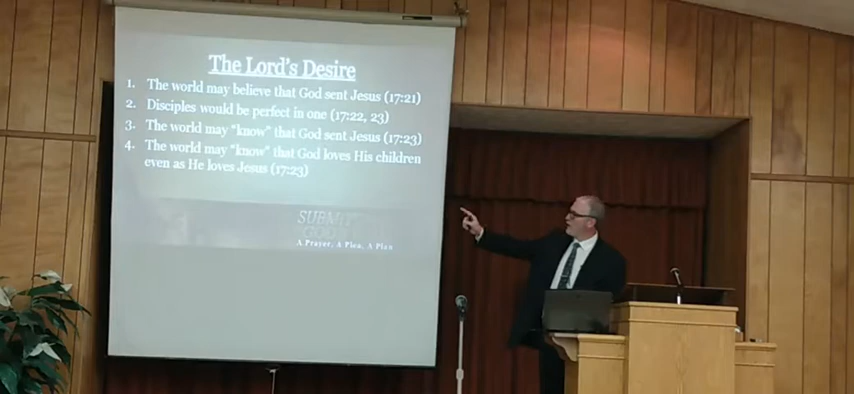 The Lord's Desire
1. The world may believe that God sent Jesus (17:21)
2. Disciples would be perfect in one (17:22, 23)
3. The world may "know" that God sent Jesus (17:23)
4. The world may "know" that God loves His children
even as He loves Jesus (17:23)
SUBMIT
GOD
A Prayer, A Plea, A Plan